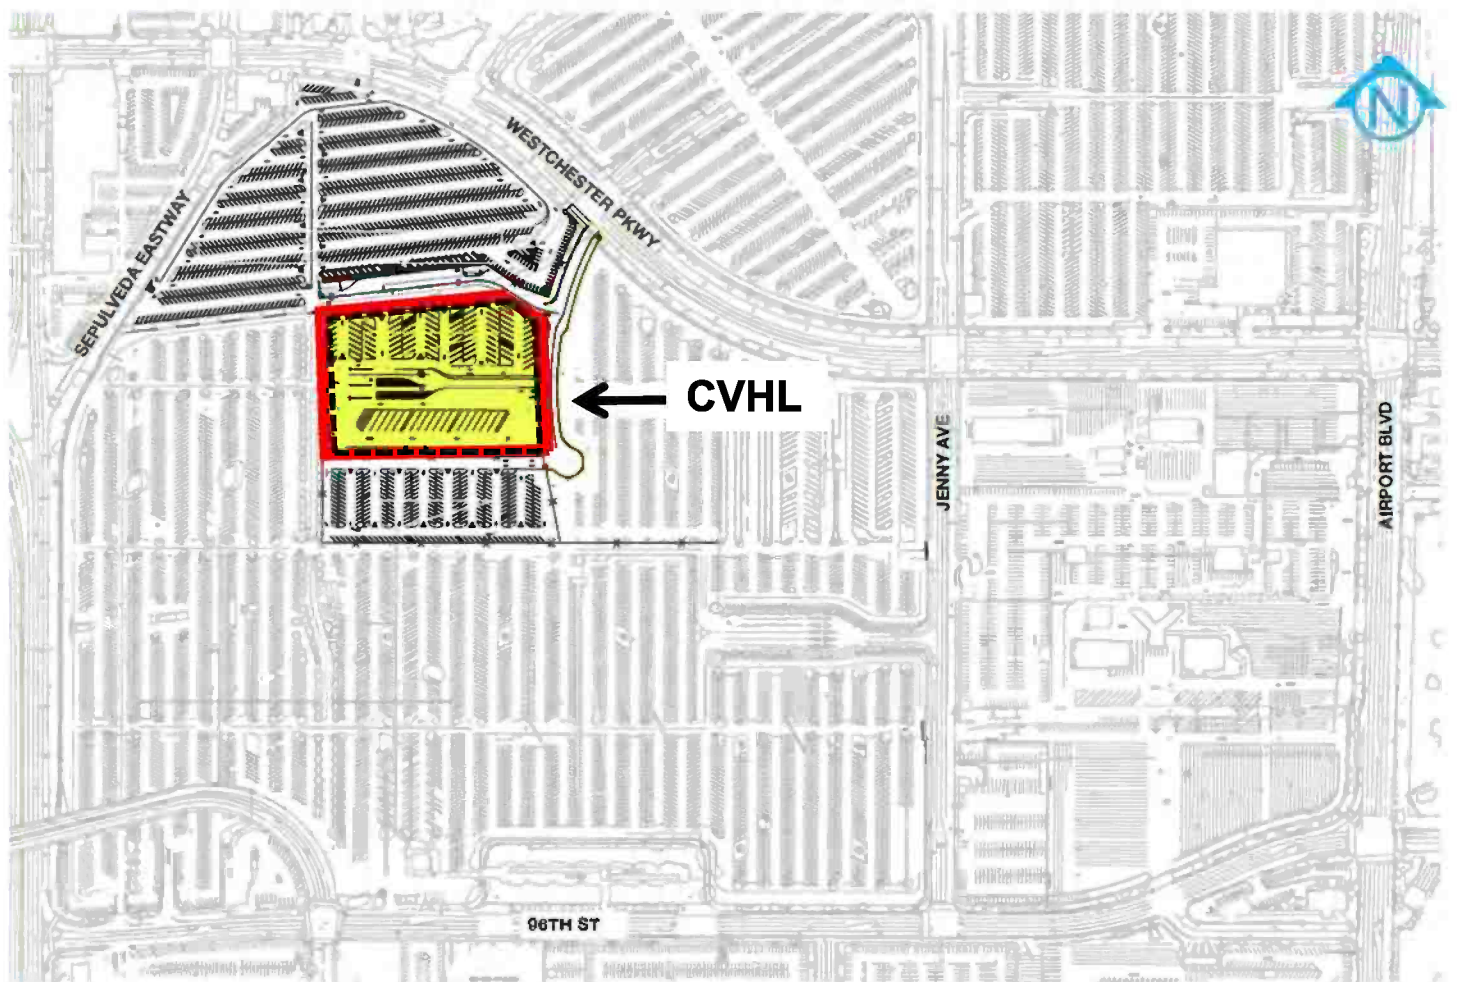 N
WESTCHESTER PKWY
SEPULVEDA EASTWAY
CVHL
JENNY AVE
AIRPORT BLVD
96TH ST